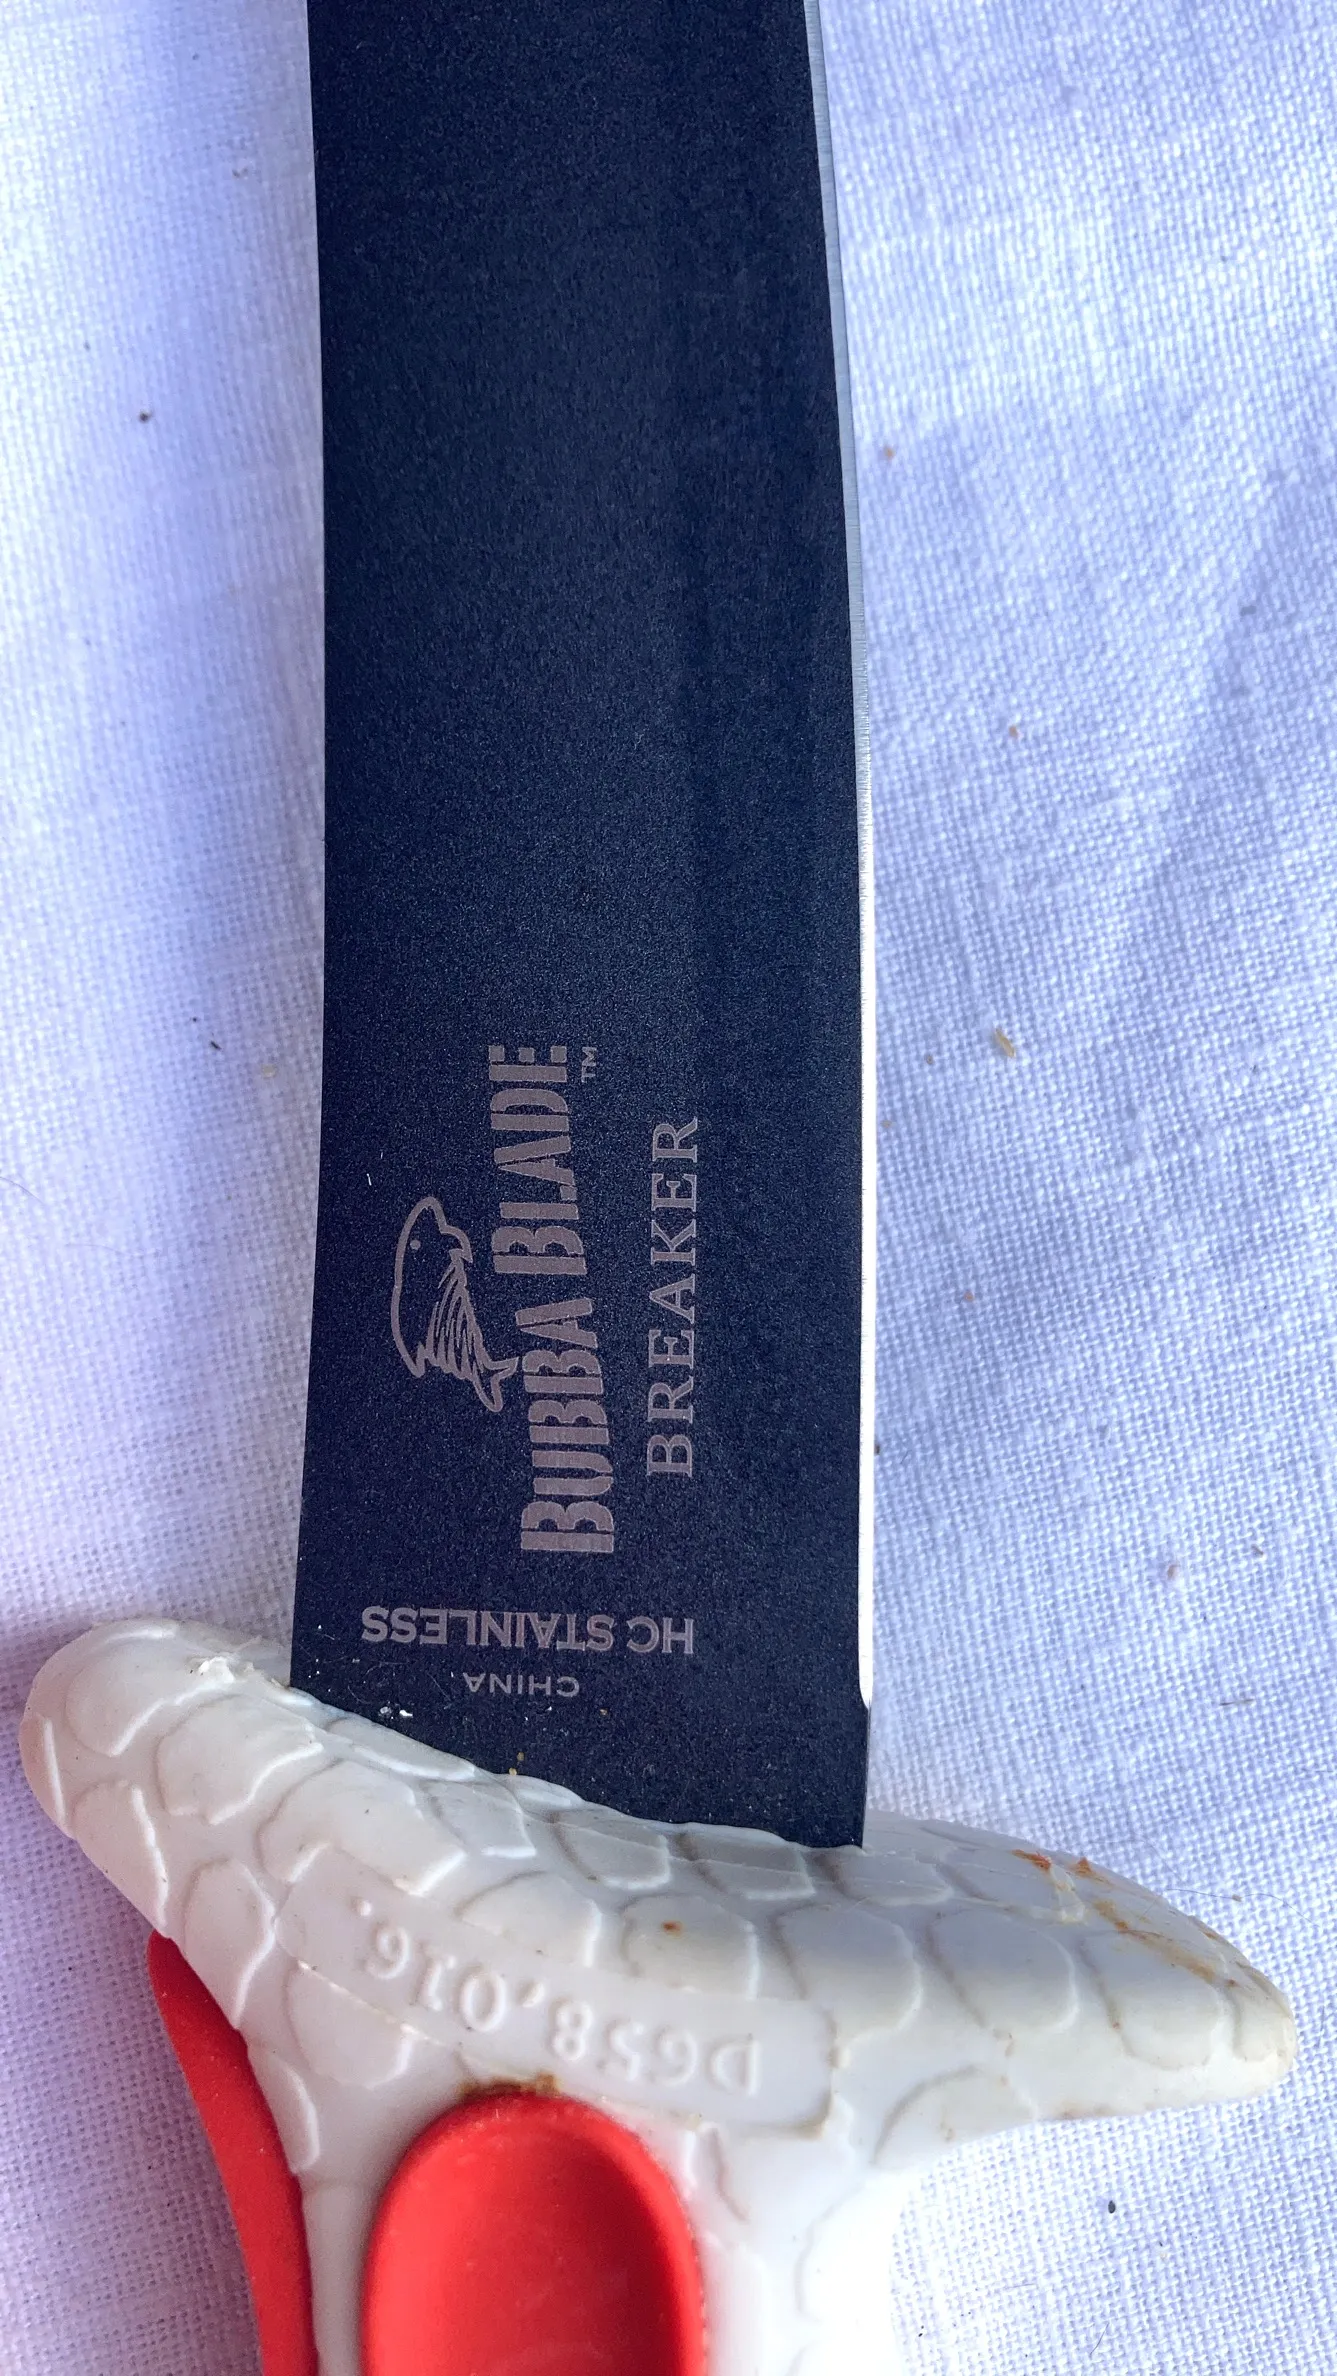 BUBBA BLADE™
BREAKER
HC STAINLESS
CHINA
D658,016.